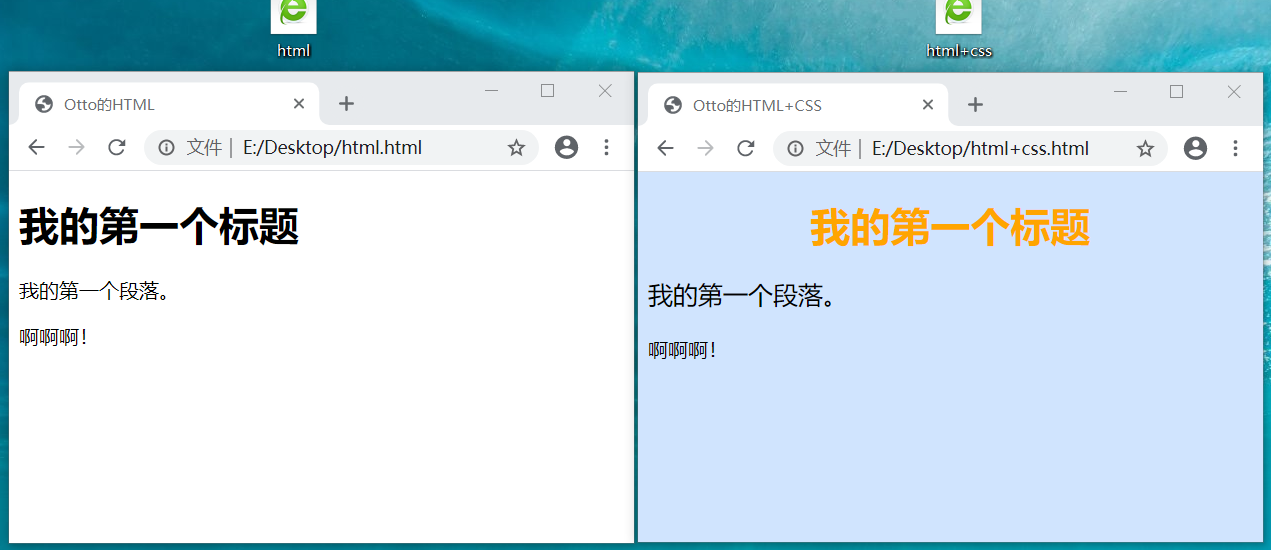 html
html+css
Otto的HTML
文件 | E:/Desktop/html.html
我的第一个标题
我的第一个段落。
啊啊啊！
Otto的HTML+CSS
文件 | E:/Desktop/html+css.html
我的第一个标题
我的第一个段落。
啊啊啊！